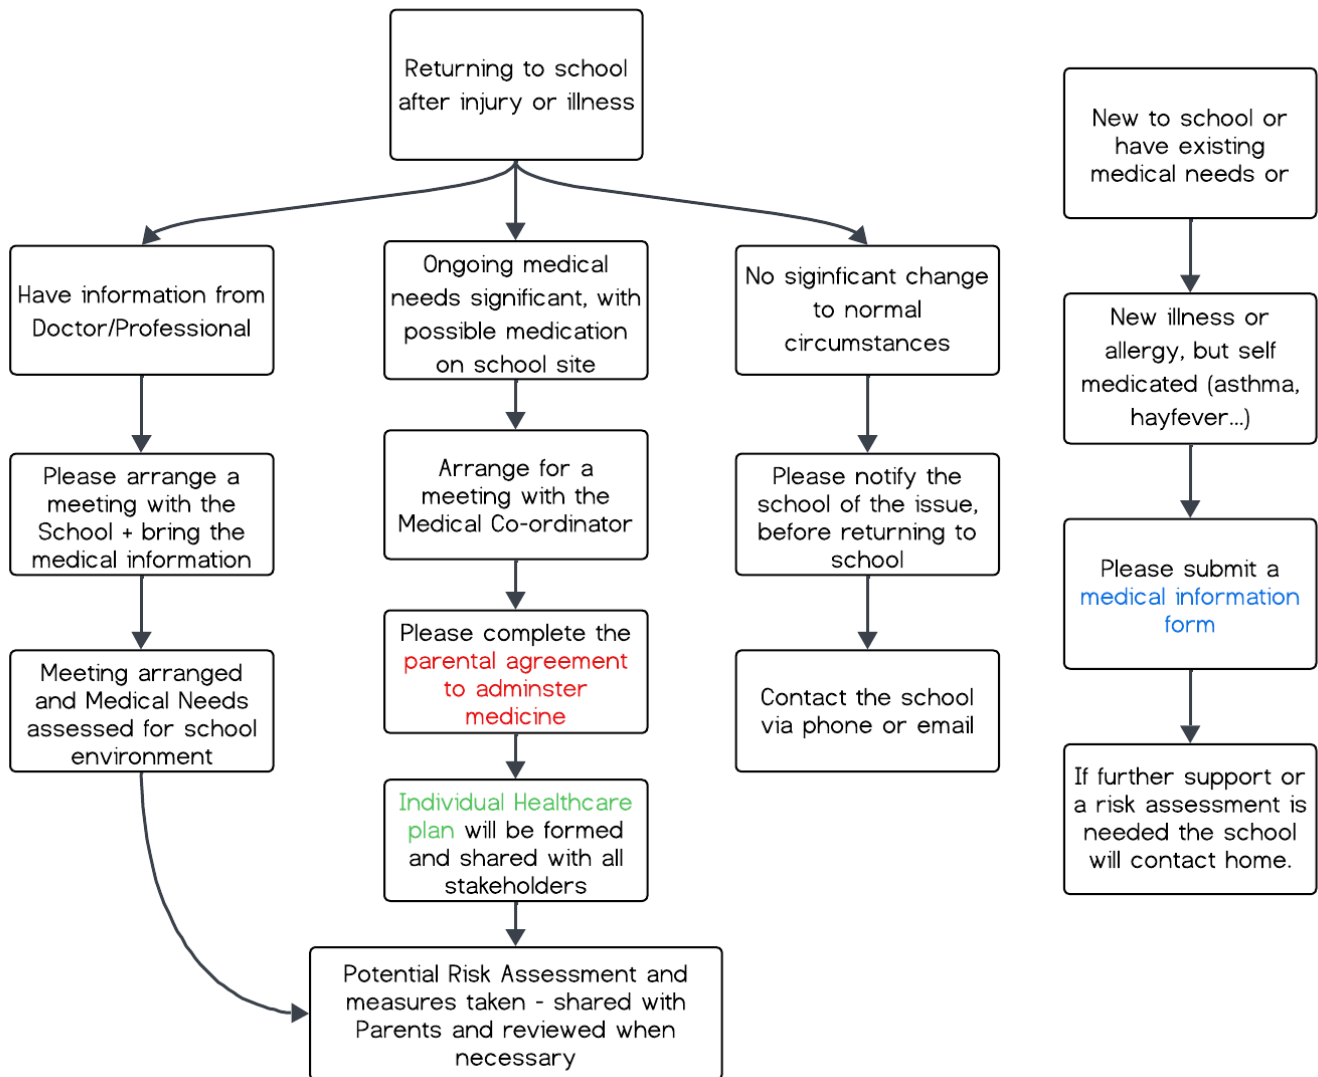 Returning to school
after injury or illness
Have information from
Doctor/Professional
Please arrange a
meeting with the
School + bring the
medical information
Meeting arranged
and Medical Needs
assessed for school
environment
Ongoing medical
needs significant, with
possible medication
on school site
Arrange for a
meeting with the
Medical Co-ordinator
Please complete the
parental agreement
to adminster
medicine
Individual Healthcare
plan will be formed
and shared with all
stakeholders
Potential Risk Assessment and
measures taken - shared with
Parents and reviewed when
necessary
No siginficant change
to normal
circumstances
Please notify the
school of the issue,
before returning to
school
Contact the school
via phone or email
New to school or
have existing
medical needs or
New illness or
allergy, but self
medicated (asthma,
hayfever...)
Please submit a
medical information
form
If further support or
a risk assessment is
needed the school
will contact home.